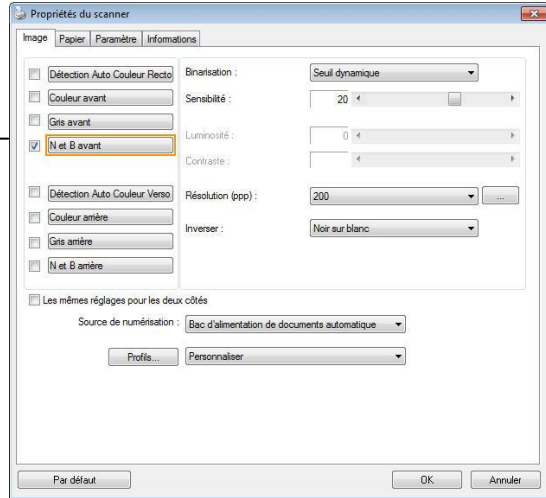 Propriétés du scanner
Image Papier Paramètre Informations
Détection Auto Couleur Recto
Couleur avant
Gris avant
N et B avant
Détection Auto Couleur Verso
Couleur arrière
Gris arrière
N et B arrière
Binarisation : Seuil dynamique
Sensibilité : 20
Luminosité : 0
Contraste :
Résolution (ppp) : 200 ...
Inverser : Noir sur blanc
Les mêmes réglages pour les deux côtés
Source de numérisation : Bac d'alimentation de documents automatique
Profils... Personnaliser
Par défaut OK Annuler